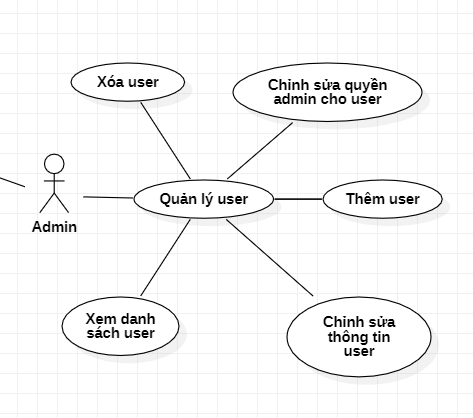 Xóa user
Chỉnh sửa quyền
admin cho user
Admin
Quản lý user
Thêm user
Xem danh
sách user
Chỉnh sửa
thông tin
user